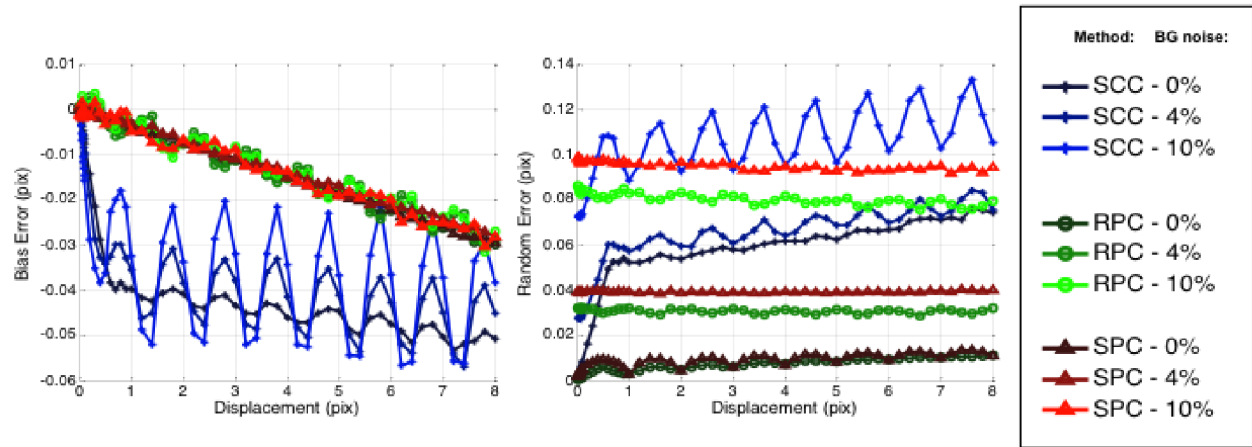 0.01
0
-0.01
-0.02
-0.03
-0.04
-0.05
-0.06
Bias Error (pix)
0 1 2 3 4 5 6 7 8
Displacement (pix)
0.14
0.12
0.1
0.08
0.06
0.04
0.02
0
Random Error (pix)
0 1 2 3 4 5 6 7 8
Displacement (pix)
Method: BG noise:
SCC - 0%
SCC - 4%
SCC - 10%
RPC - 0%
RPC - 4%
RPC - 10%
SPC - 0%
SPC - 4%
SPC - 10%